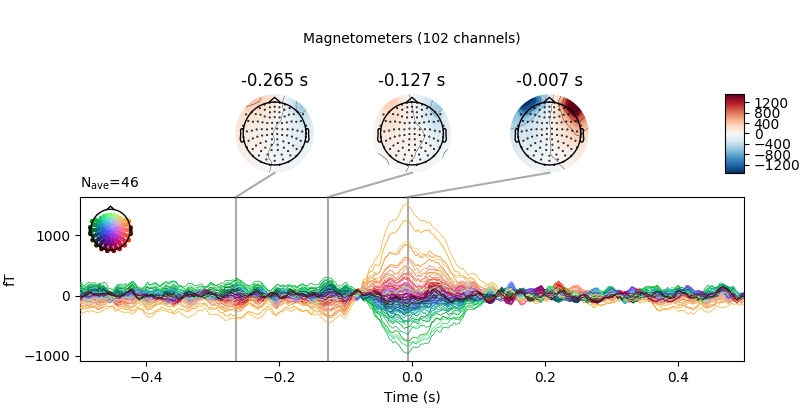 Magnetometers (102 channels)
-0.265 s
-0.127 s
-0.007 s
1200
800
400
0
−400
−800
−1200
Nave=46
1000
0
−1000
fT
−0.4
−0.2
0.0
0.2
0.4
Time (s)